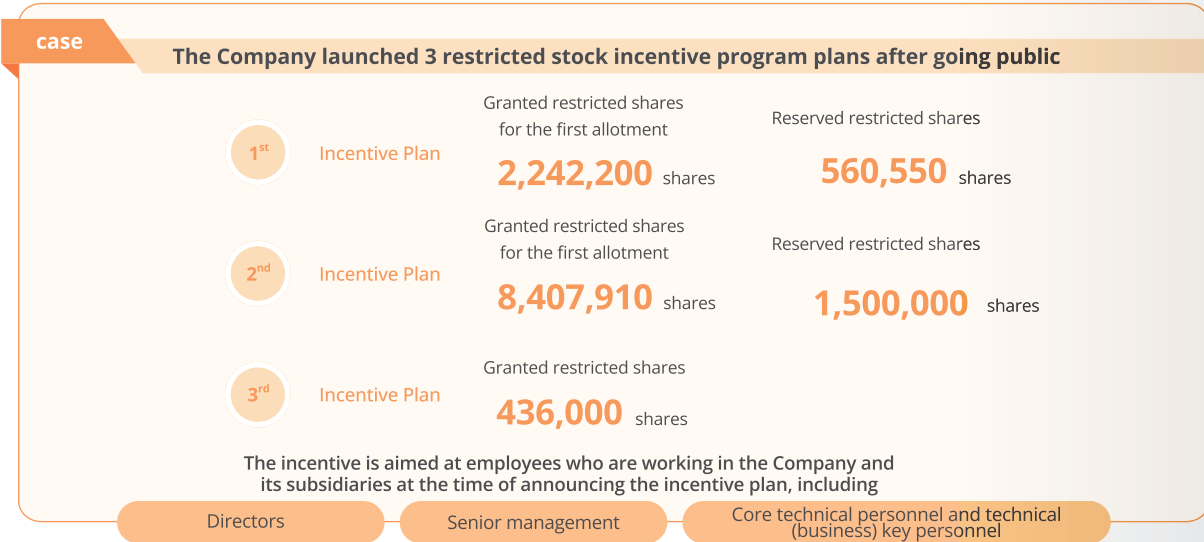 case
The Company launched 3 restricted stock incentive program plans after going public
1st
Incentive Plan
Granted restricted shares
for the first allotment
2,242,200 shares
Reserved restricted shares
560,550 shares
2nd
Incentive Plan
Granted restricted shares
for the first allotment
8,407,910 shares
Reserved restricted shares
1,500,000 shares
3rd
Incentive Plan
Granted restricted shares
436,000 shares
The incentive is aimed at employees who are working in the Company and
its subsidiaries at the time of announcing the incentive plan, including
Directors
Senior management
Core technical personnel and technical
(business) key personnel